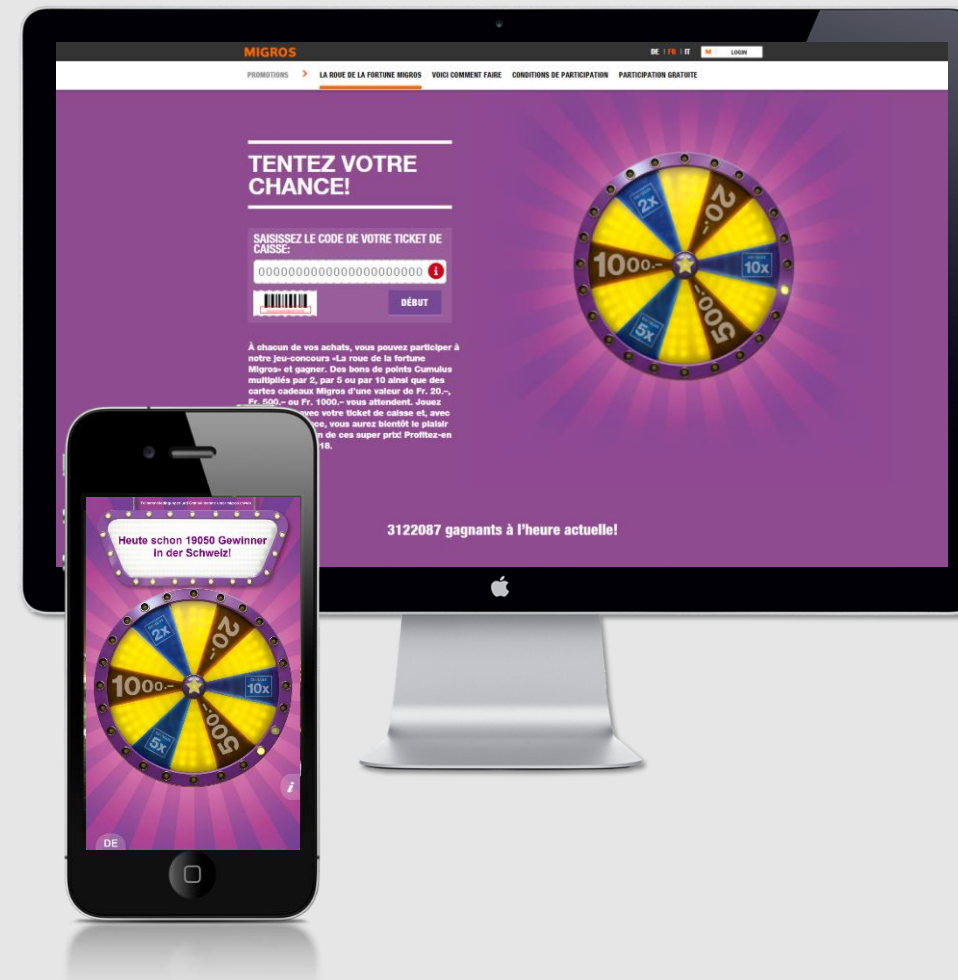 MIGROS
DE | FR | IT
M LOGIN
PROMOTIONS > LA ROUE DE LA FORTUNE MIGROS VOICI COMMENT FAIRE CONDITIONS DE PARTICIPATION PARTICIPATION GRATUITE
TENTEZ VOTRE
CHANCE!
SAISISSEZ LE CODE DE VOTRE TICKET DE
CAISSE:
0000000000000000000000 i
DÉBUT
À chacun de vos achats, vous pouvez participer à
notre jeu-concours «La roue de la fortune
Migros» et gagner. Des bons de points Cumulus
multipliés par 2, par 5 ou par 10 ainsi que des
cartes cadeaux Migros d'une valeur de Fr. 20.–,
Fr. 500.– ou Fr. 1000.– vous attendent. Jouez
avec votre ticket de caisse et, avec
ce, vous aurez bientôt le plaisir
n de ces super prix! Profitez-en
18.
2x
20.-
10x
500.-
5x
1000.-
3122087 gagnants à l'heure actuelle!
Heute schon 19050 Gewinner
in der Schweiz!
2x
20.-
10x
500.-
5x
1000.-
i
DE